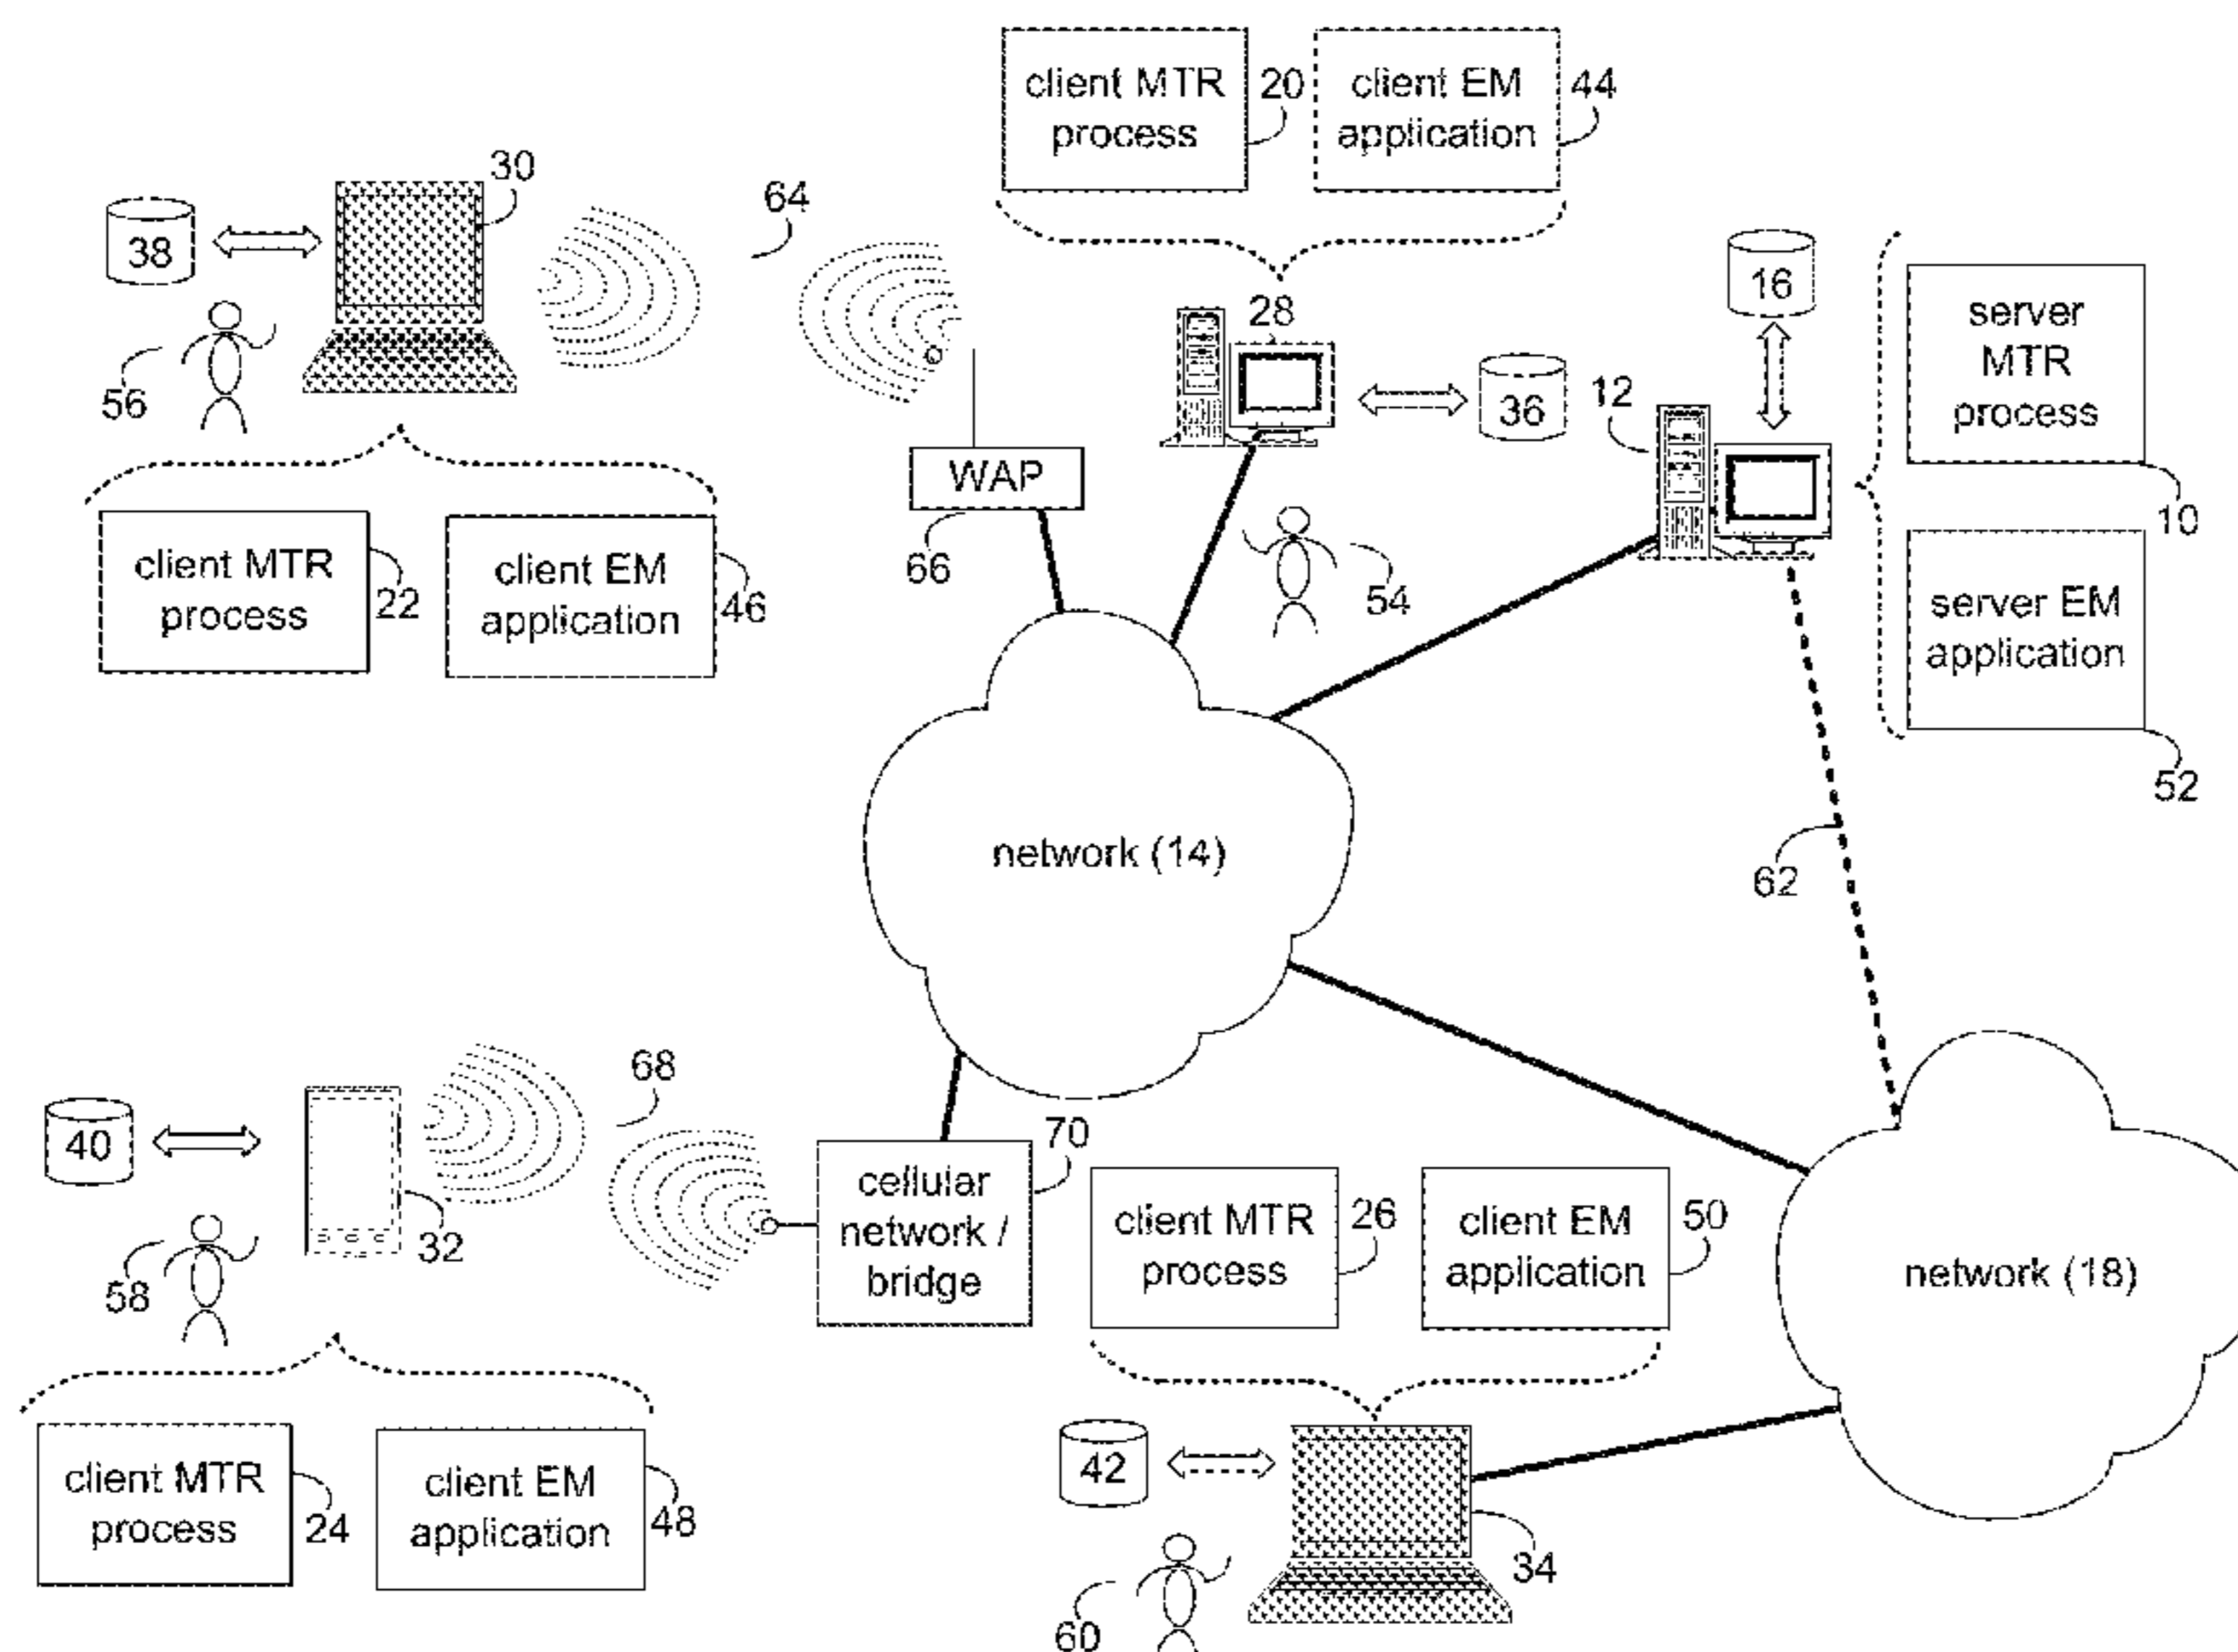 client MTR
process
20
client EM
application
44
30
38
64
56
28
36
16
12
server
MTR
process
10
WAP
66
54
client MTR
process
22
client EM
application
46
server EM
application
52
network (14)
62
68
40
32
58
70
cellular
network /
bridge
client MTR
process
26
client EM
application
50
network (18)
client MTR
process
24
client EM
application
48
42
34
60